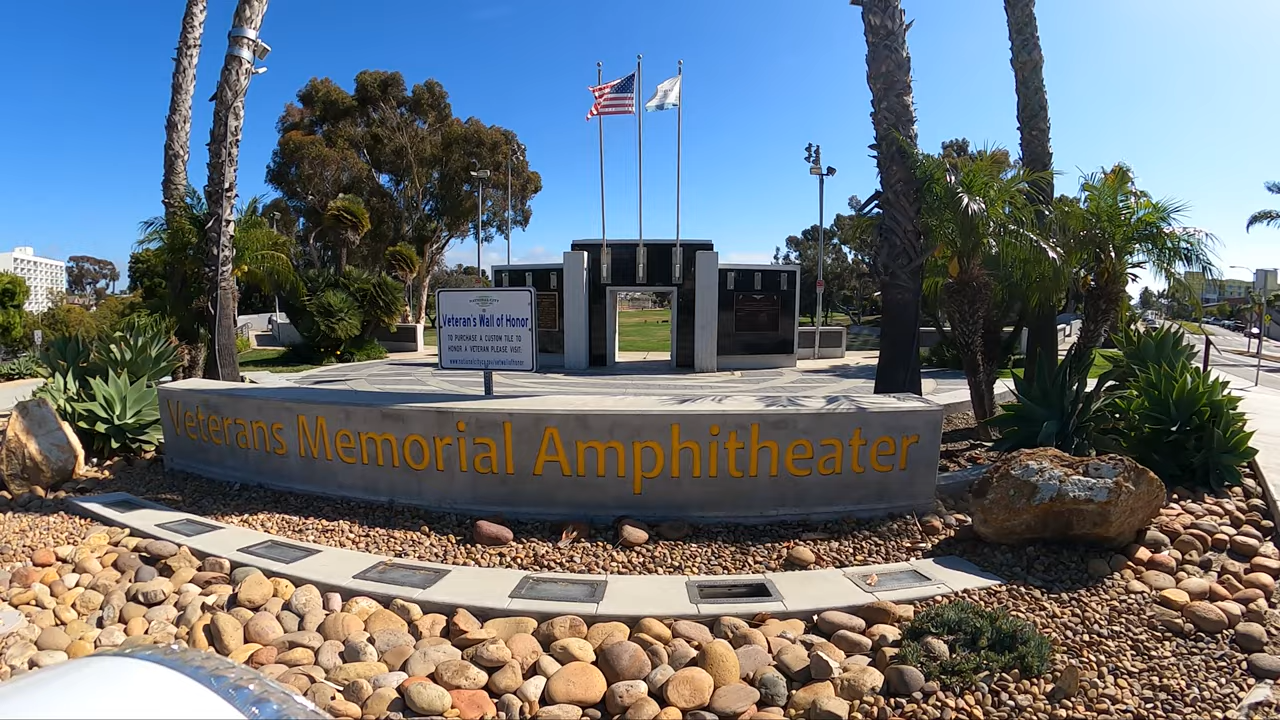 Veteran's Wall of Honor
TO PURCHASE A CUSTOM TILE TO
HONOR A VETERAN PLEASE VISIT:
Veterans Memorial Amphitheater